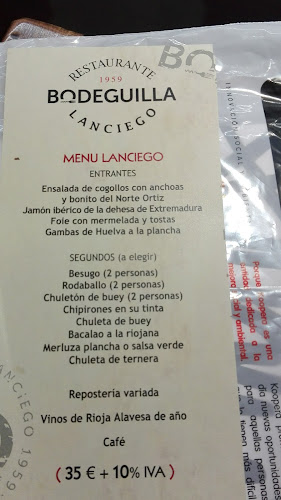 RESTAURANTE
1959
BODEGUILLA
LANCIEGO
BO
MENU LANCIEGO
ENTRANTES
Ensalada de cogollos con anchoas
y bonito del Norte Ortiz
Jamón ibérico de la dehesa de Extremadura
Foie con mermelada y tostas
Gambas de Huelva a la plancha
SEGUNDOS (a elegir)
Besugo (2 personas)
Rodaballo (2 personas)
Chuletón de buey (2 personas)
Chipirones en su tinta
Chuleta de buey
Bacalao a la riojana
Merluza plancha o salsa verde
Chuleta de ternera
Repostería variada
Vinos de Rioja Alavesa de año
Café
( 35 € + 10% IVA )
LANCIEGO 1959